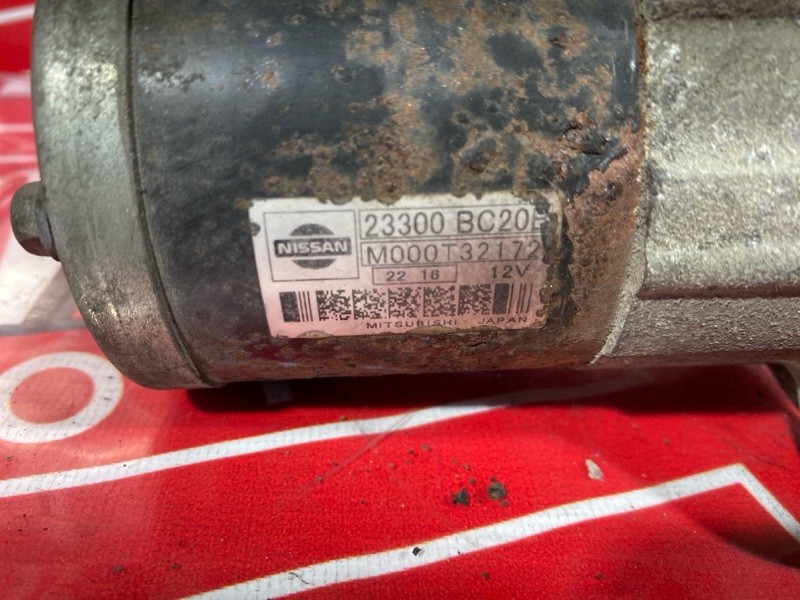 NISSAN
23300 BC20
M000T32172
22 18
12V
MITSUBISHI JAPAN